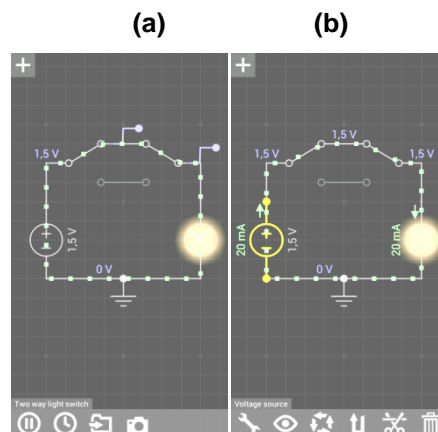 (a) (b)
1,5 V
1,5 V
0 V
Two way light switch
1,5 V
1,5 V
1,5 V
20 mA
1,5 V
20 mA
0 V
Voltage source